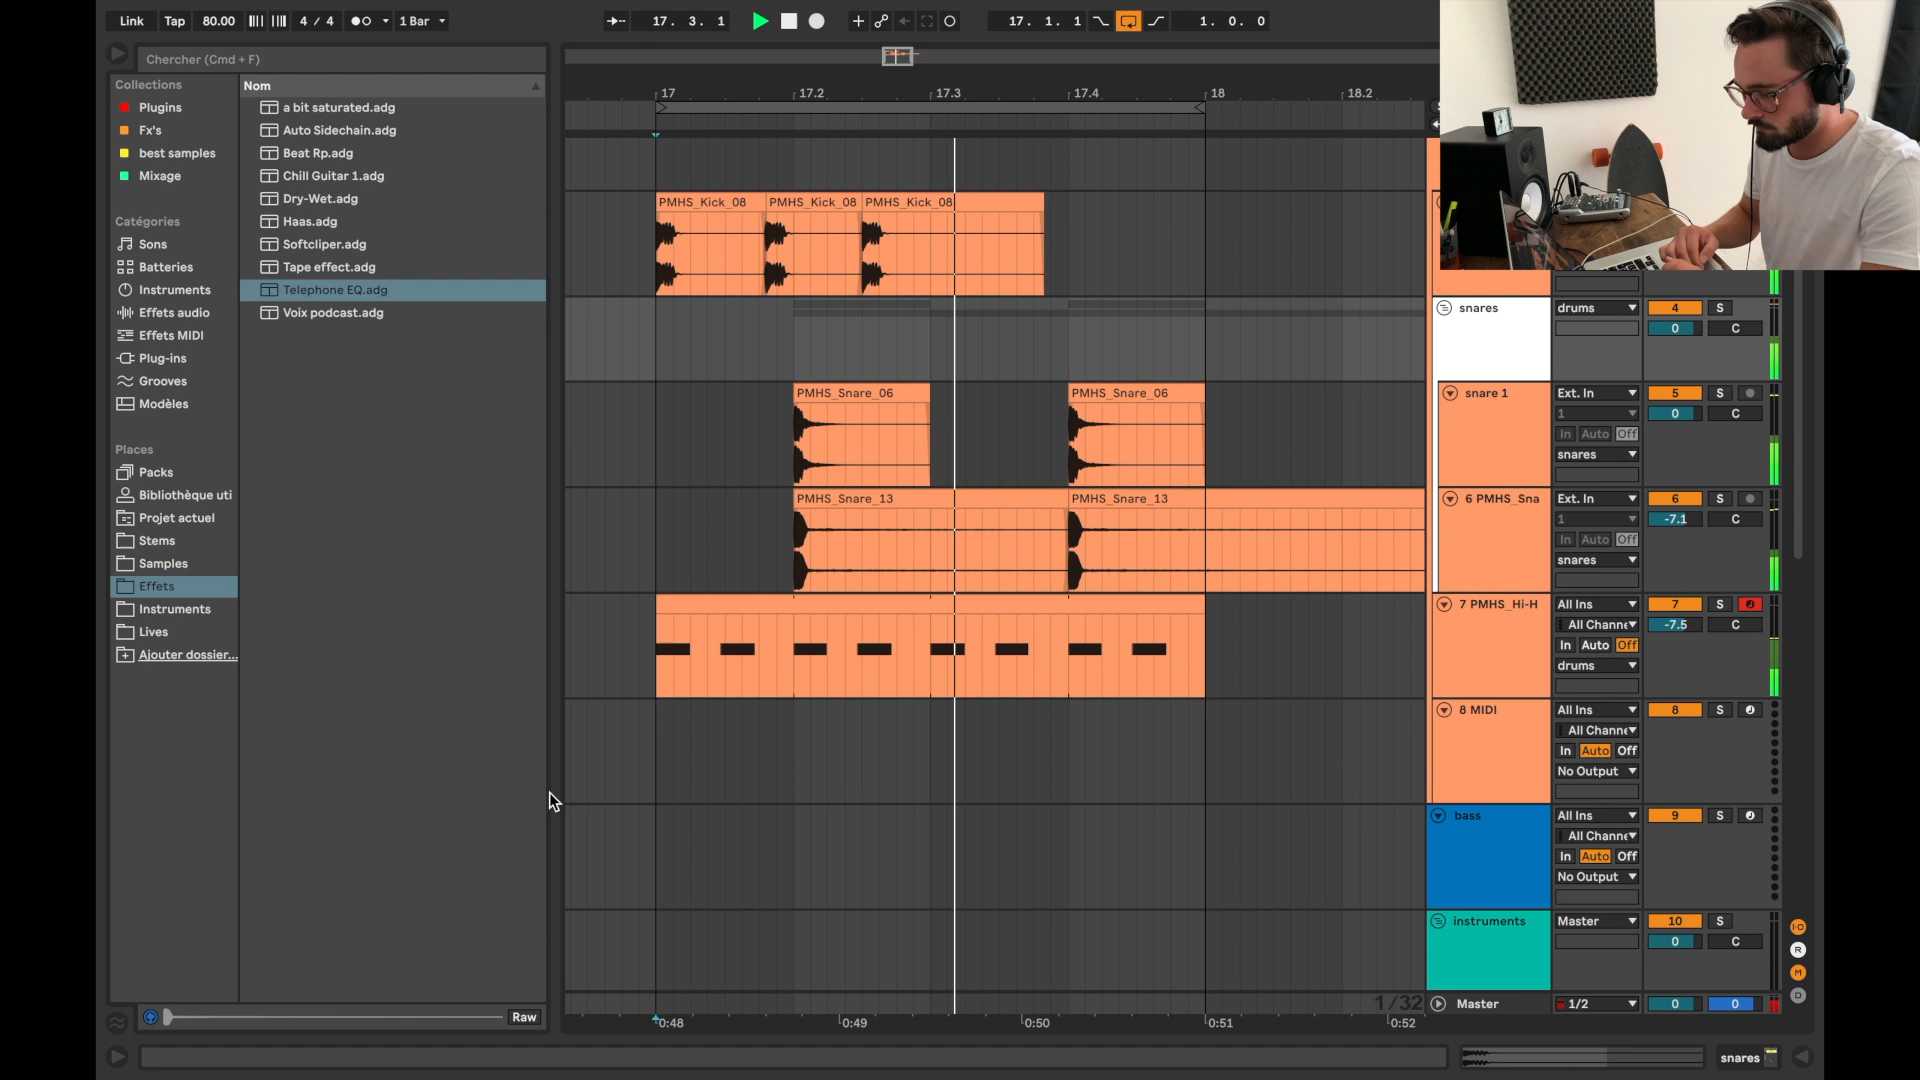 Link Tap 80.00 4 / 4 1 Bar 17. 3. 1 17. 1. 1 1. 0. 0
Chercher (Cmd + F)
Collections
Plugins
Fx's
best samples
Mixage
Catégories
Sons
Batteries
Instruments
Effets audio
Effets MIDI
Plug-ins
Grooves
Modèles
Places
Packs
Bibliothèque uti
Projet actuel
Stems
Samples
Effets
Instruments
Lives
Ajouter dossier...
Nom
a bit saturated.adg
Auto Sidechain.adg
Beat Rp.adg
Chill Guitar 1.adg
Dry-Wet.adg
Haas.adg
Softcliper.adg
Tape effect.adg
Telephone EQ.adg
Voix podcast.adg
Raw
17 17.2 17.3 17.4 18 18.2
PMHS_Kick_08 PMHS_Kick_08 PMHS_Kick_08
PMHS_Snare_06 PMHS_Snare_06
PMHS_Snare_13 PMHS_Snare_13
snares drums 4 S
0 C
snare 1 Ext. In 5 S
1 0 C
In Auto Off
snares
6 PMHS_Sna Ext. In 6 S
1 -7.1 C
In Auto Off
snares
7 PMHS_Hi-H All Ins 7 S
All Channe -7.5 C
In Auto Off
drums
8 MIDI All Ins 8 S
All Channe
In Auto Off
No Output
bass All Ins 9 S
All Channe
In Auto Off
No Output
instruments Master 10 S
0 C
I·O
R
M
D
1/32 Master 1/2 0 0
0:48 0:49 0:50 0:51 0:52
snares